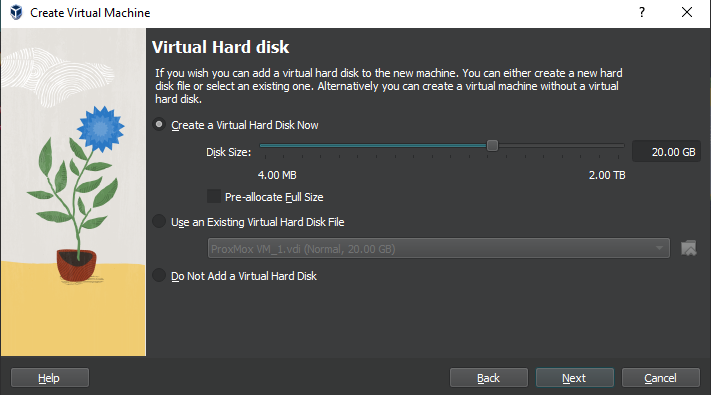 Create Virtual Machine
Virtual Hard disk
If you wish you can add a virtual hard disk to the new machine. You can either create a new hard
disk file or select an existing one. Alternatively you can create a virtual machine without a virtual
hard disk.
Create a Virtual Hard Disk Now
Disk Size:
20.00 GB
4.00 MB
2.00 TB
Pre-allocate Full Size
Use an Existing Virtual Hard Disk File
ProxMox VM_1.vdi (Normal, 20.00 GB)
Do Not Add a Virtual Hard Disk
Help
Back
Next
Cancel